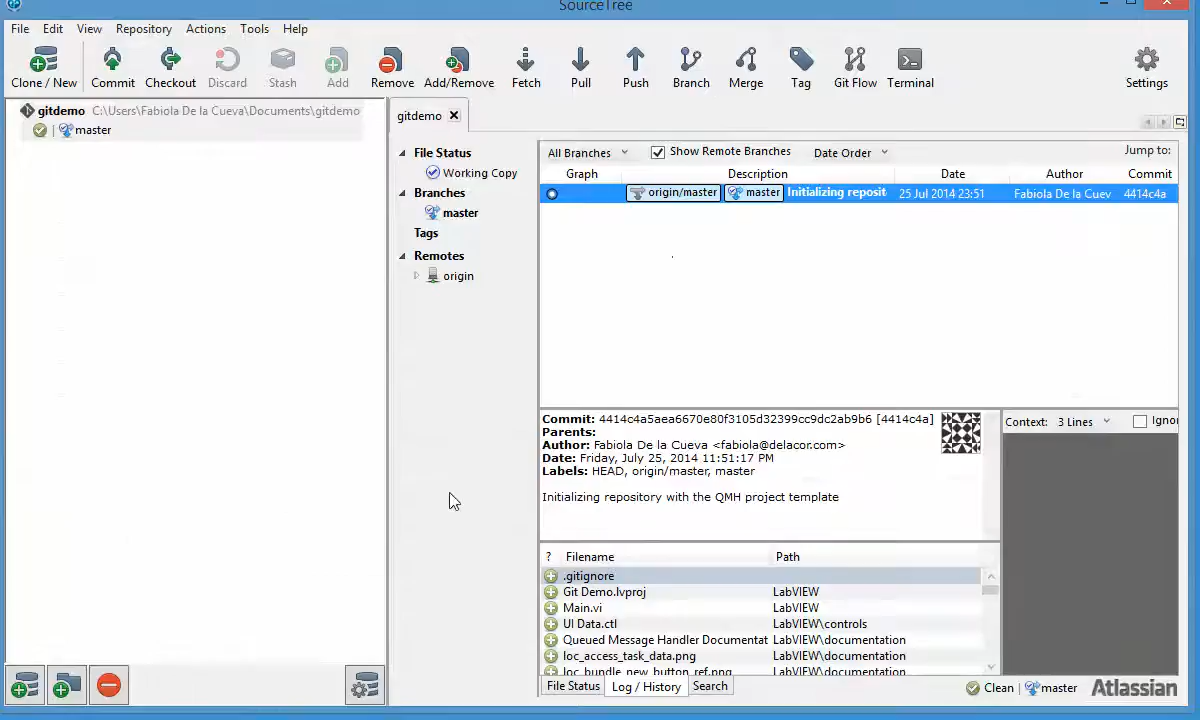 SourceTree
File Edit View Repository Actions Tools Help
Clone / New Commit Checkout Discard Stash Add Remove Add/Remove Fetch Pull Push Branch Merge Tag Git Flow Terminal Settings
gitdemo C:\Users\Fabiola De la Cueva\Documents\gitdemo
master
gitdemo
File Status
Working Copy
Branches
master
Tags
Remotes
origin
All Branches Show Remote Branches Date Order Jump to:
Graph Description Date Author Commit
origin/master master Initializing reposit 25 Jul 2014 23:51 Fabiola De la Cuev 4414c4a
Commit: 4414c4a5aea6670e80f3105d32399cc9dc2ab9b6 [4414c4a]
Parents:
Author: Fabiola De la Cueva <fabiola@delacor.com>
Date: Friday, July 25, 2014 11:51:17 PM
Labels: HEAD, origin/master, master
Initializing repository with the QMH project template
Context: 3 Lines Ignor
? Filename Path
.gitignore
Git Demo.lvproj LabVIEW
Main.vi LabVIEW
UI Data.ctl LabVIEW\controls
Queued Message Handler Documentat LabVIEW\documentation
loc_access_task_data.png LabVIEW\documentation
loc_bundle_new_button_ref.png LabVIEW\documentation
File Status Log / History Search
Clean master Atlassian